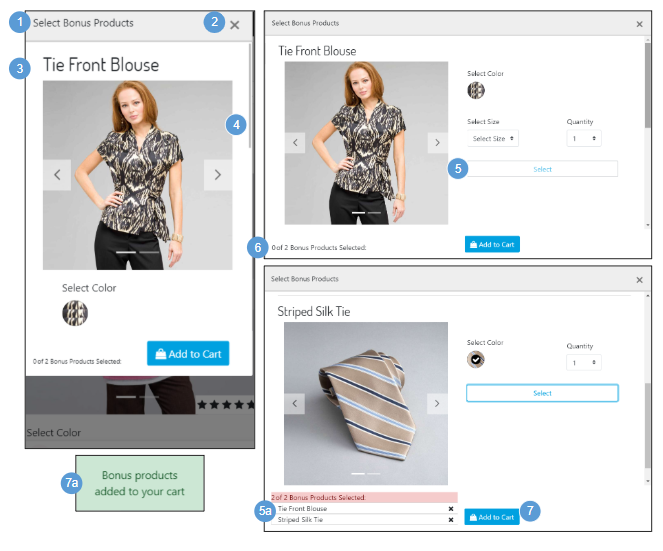 1 Select Bonus Products 2 ×
3 Tie Front Blouse
4
Select Color
0 of 2 Bonus Products Selected:
Add to Cart
Select Color
7a Bonus products
added to your cart
Select Bonus Products ×
Tie Front Blouse
Select Color
Select Size Quantity
Select Size 1
5 Select
6 0 of 2 Bonus Products Selected:
Add to Cart
Select Bonus Products ×
Striped Silk Tie
Select Color
Quantity
1
Select
2 of 2 Bonus Products Selected:
5a Tie Front Blouse ×
Striped Silk Tie ×
Add to Cart 7